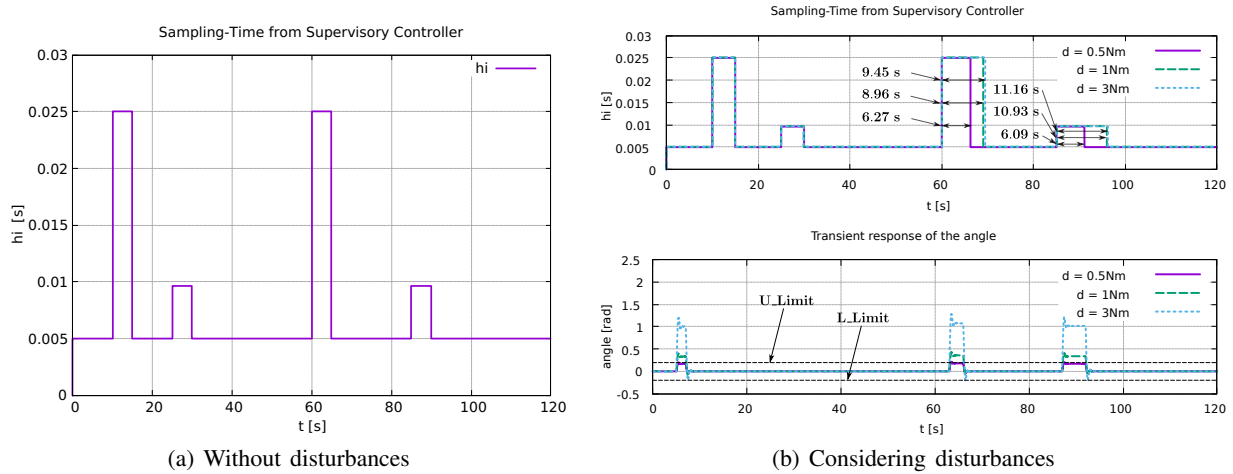 Sampling-Time from Supervisory Controller
0.03
0.025
0.02
0.015
0.01
0.005
0
hi [s]
hi
0 20 40 60 80 100 120
t [s]
(a) Without disturbances
Sampling-Time from Supervisory Controller
0.03
0.025
0.02
0.015
0.01
0.005
0
hi [s]
d = 0.5Nm
d = 1Nm
d = 3Nm
9.45 s
8.96 s
6.27 s
11.16 s
10.93 s
6.09 s
0 20 40 60 80 100 120
t [s]
Transient response of the angle
2.5
2
1.5
1
0.5
0
-0.5
angle [rad]
d = 0.5Nm
d = 1Nm
d = 3Nm
U_Limit
L_Limit
0 20 40 60 80 100 120
t [s]
(b) Considering disturbances